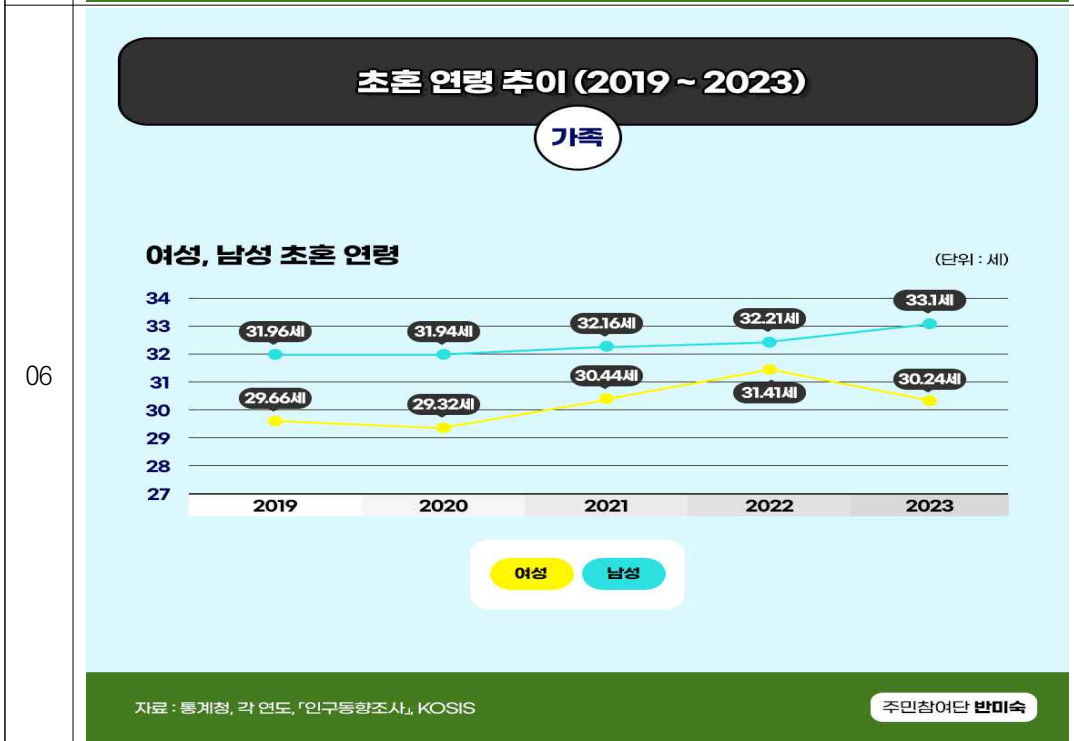 06
초혼 연령 추이 (2019 ~ 2023)
가족
여성, 남성 초혼 연령
(단위 : 세)
34
33
32
31
30
29
28
27
31.96세
31.94세
32.16세
32.21세
33.1세
29.66세
29.32세
30.44세
31.41세
30.24세
2019
2020
2021
2022
2023
여성
남성
자료 : 통계청, 각 연도, 「인구동향조사」, KOSIS
주민참여단 반미숙